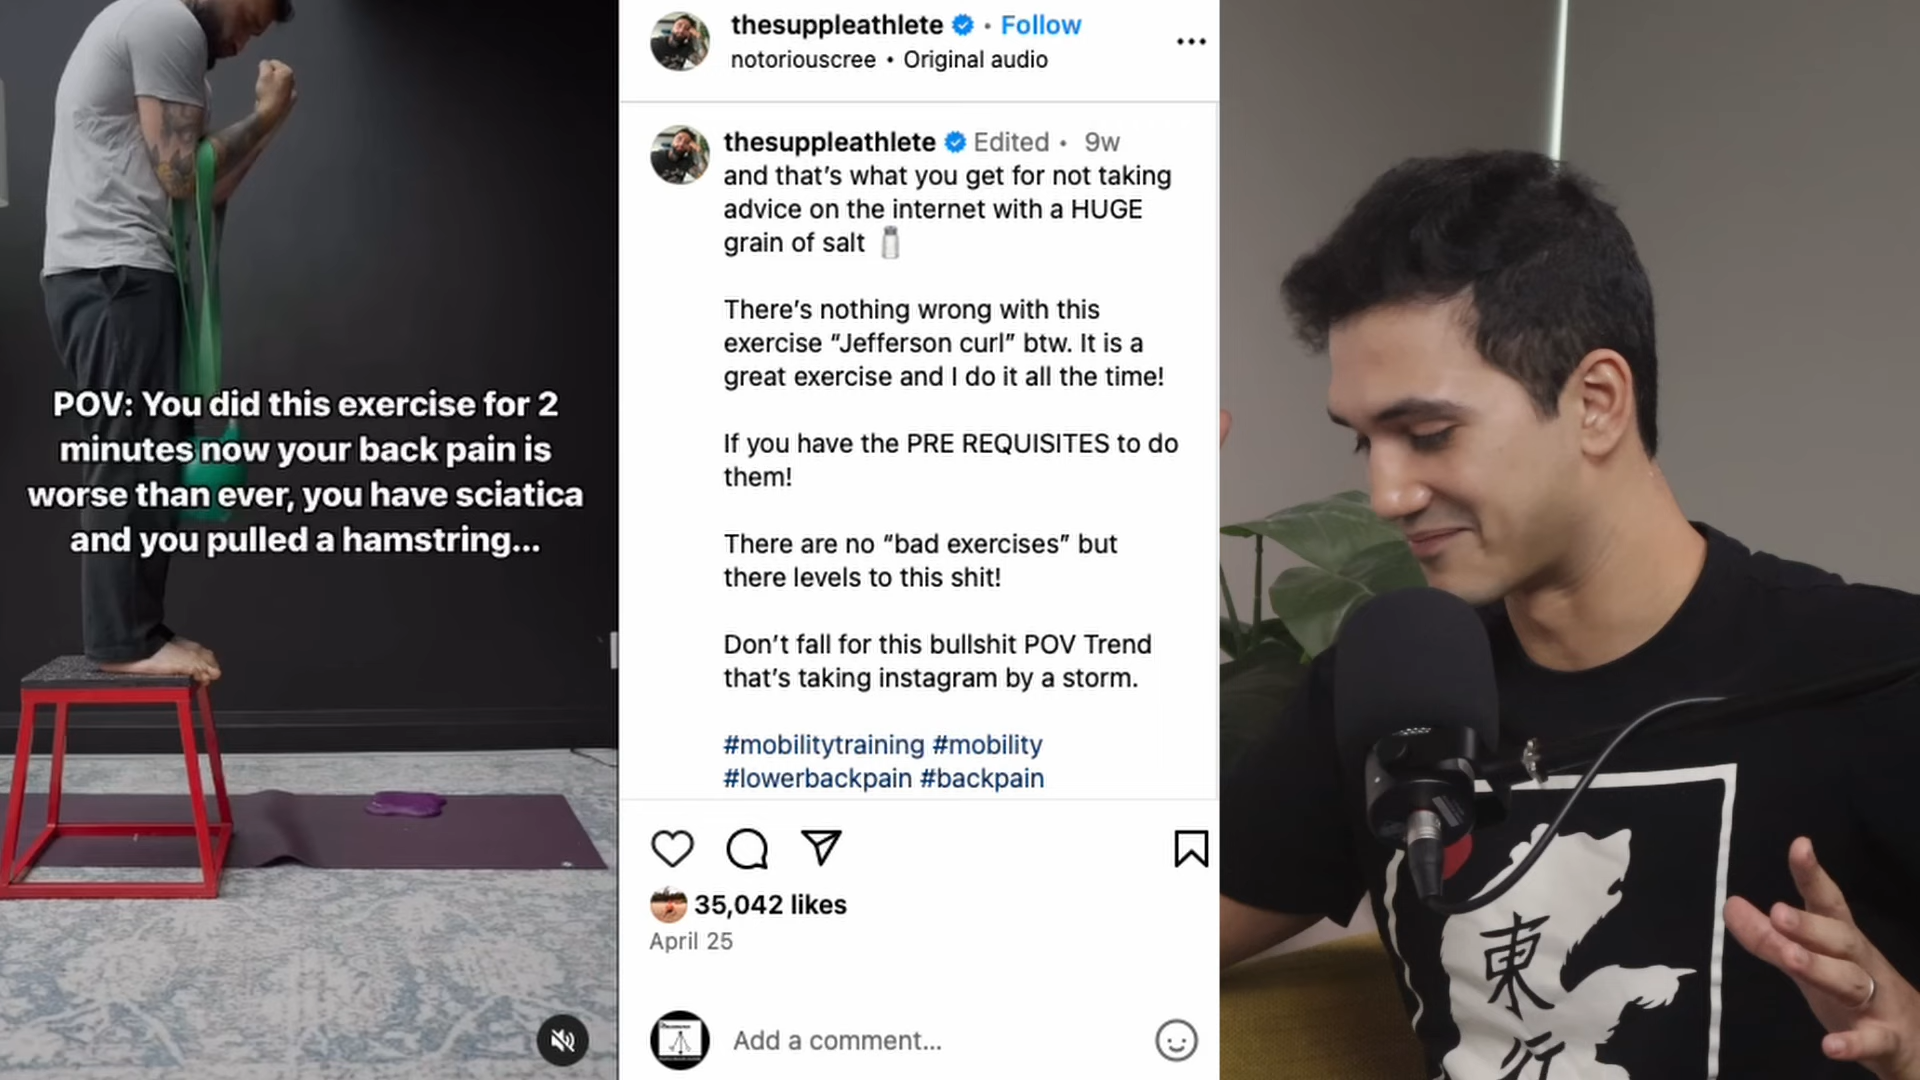 POV: You did this exercise for 2
minutes now your back pain is
worse than ever, you have sciatica
and you pulled a hamstring...
thesuppleathlete • Follow
notoriouscree • Original audio
thesuppleathlete Edited • 9w
and that's what you get for not taking
advice on the internet with a HUGE
grain of salt 🧂
There's nothing wrong with this
exercise “Jefferson curl” btw. It is a
great exercise and I do it all the time!
If you have the PRE REQUISITES to do
them!
There are no “bad exercises” but
there levels to this shit!
Don't fall for this bullshit POV Trend
that's taking instagram by a storm.
#mobilitytraining #mobility
#lowerbackpain #backpain
35,042 likes
April 25
Add a comment...
東
行